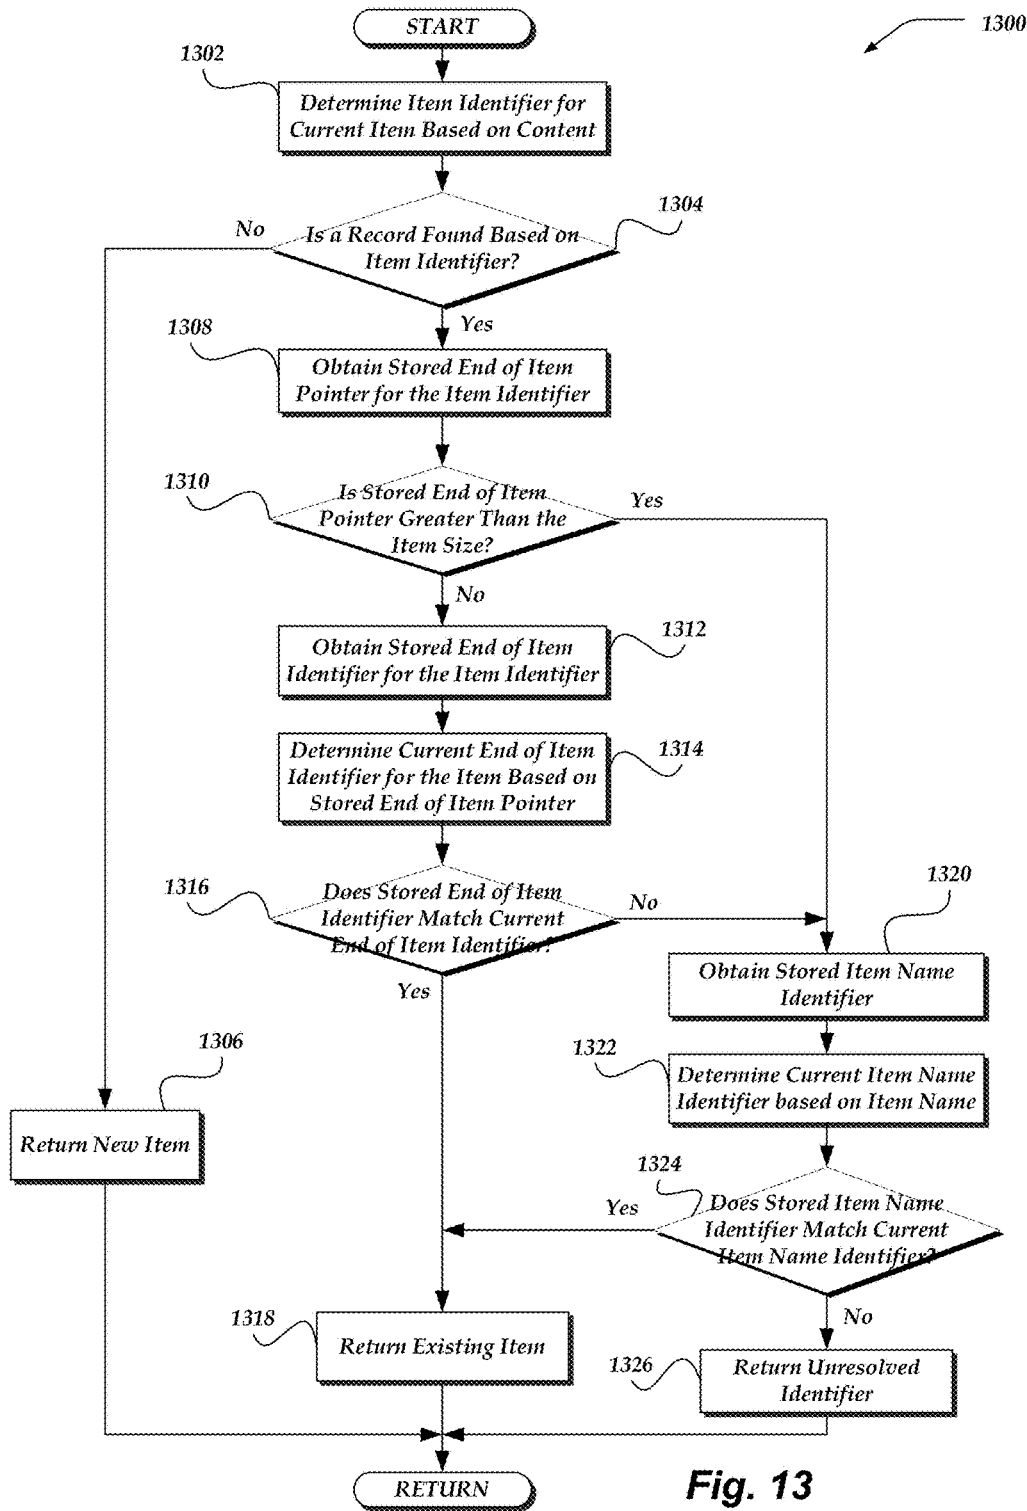 START
1300
1302
Determine Item Identifier for
Current Item Based on Content
1304
No
Is a Record Found Based on
Item Identifier?
Yes
1308
Obtain Stored End of Item
Pointer for the Item Identifier
1310
Is Stored End of Item
Pointer Greater Than the
Item Size?
Yes
No
1312
Obtain Stored End of Item
Identifier for the Item Identifier
1314
Determine Current End of Item
Identifier for the Item Based on
Stored End of Item Pointer
1316
Does Stored End of Item
Identifier Match Current
End of Item Identifier?
No
Yes
1320
Obtain Stored Item Name
Identifier
1306
Return New Item
1322
Determine Current Item Name
Identifier based on Item Name
1324
Does Stored Item Name
Identifier Match Current
Item Name Identifier?
Yes
No
1318
Return Existing Item
1326
Return Unresolved
Identifier
RETURN
Fig. 13